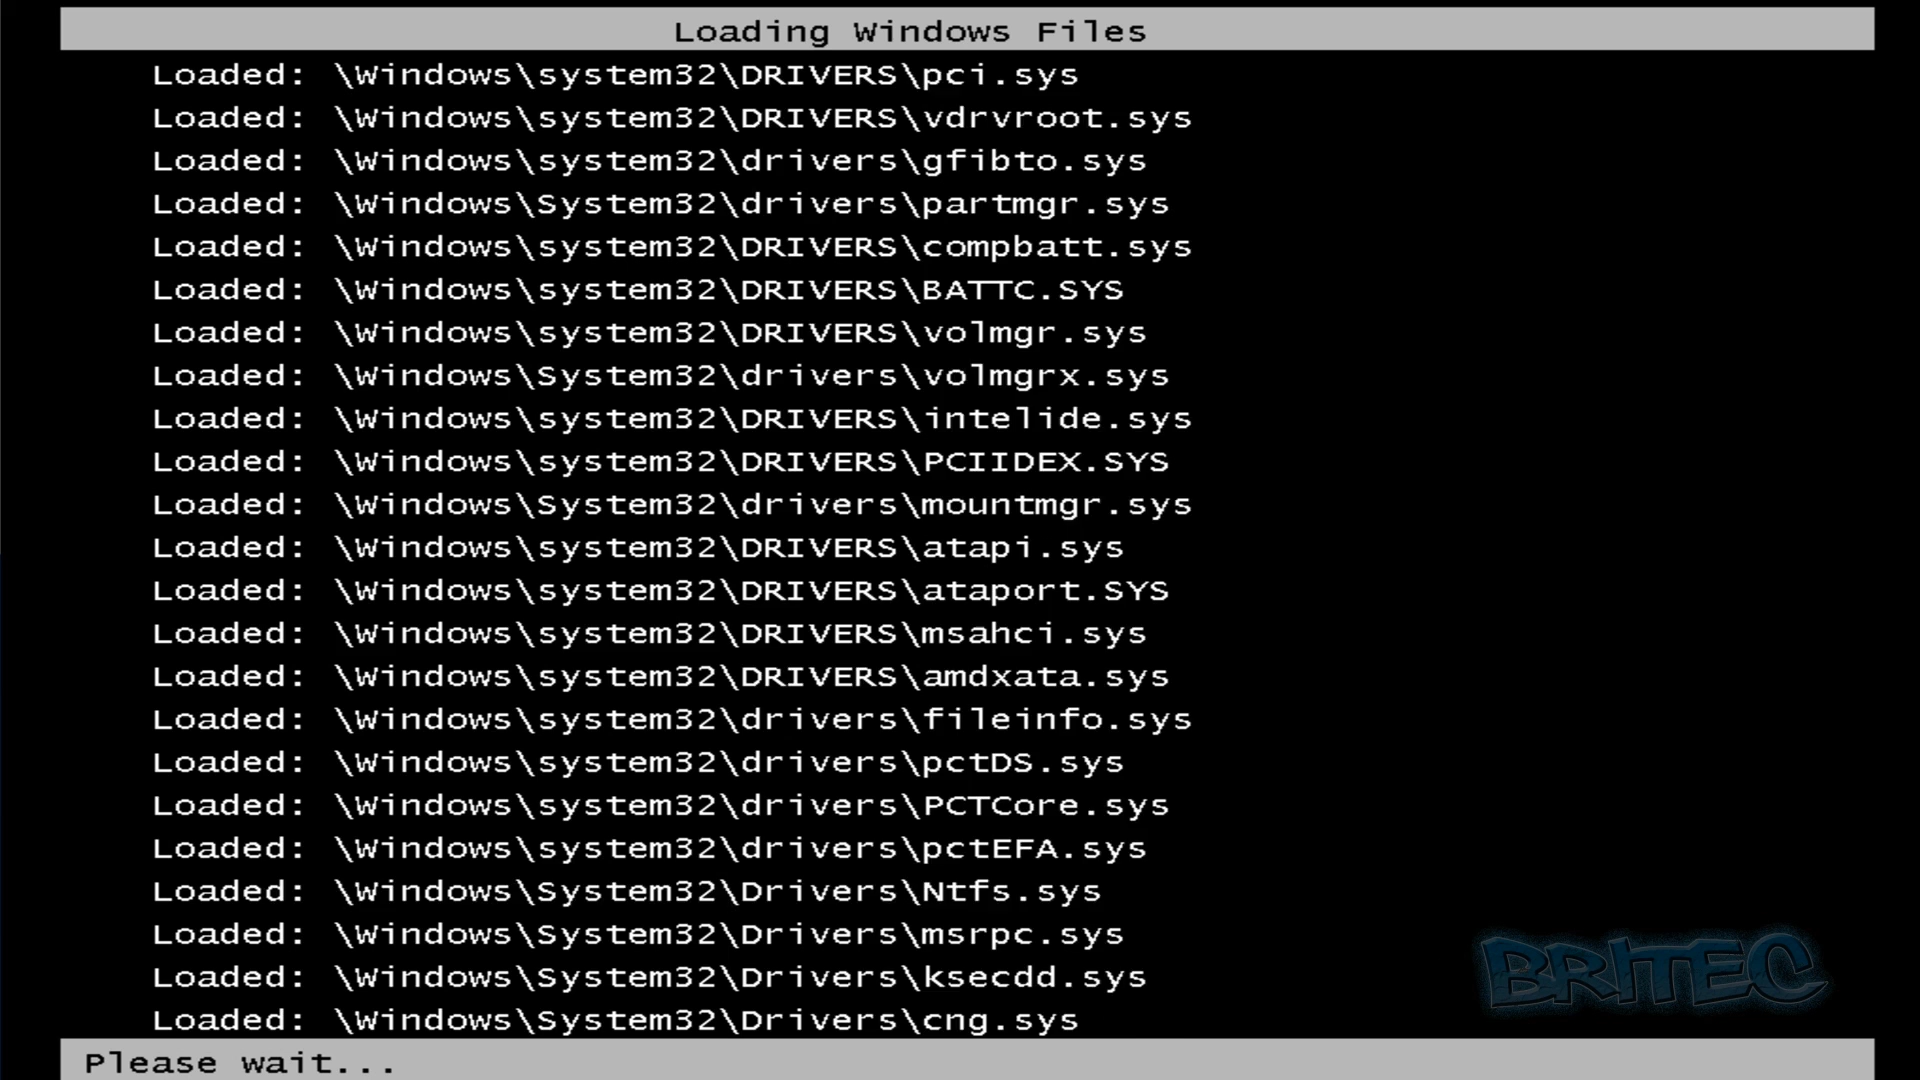 Loading Windows Files
Loaded: \Windows\system32\DRIVERS\pci.sys
Loaded: \Windows\system32\DRIVERS\vdrvroot.sys
Loaded: \Windows\system32\drivers\gfibto.sys
Loaded: \Windows\System32\drivers\partmgr.sys
Loaded: \Windows\system32\DRIVERS\compbatt.sys
Loaded: \Windows\system32\DRIVERS\BATTC.SYS
Loaded: \Windows\system32\DRIVERS\volmgr.sys
Loaded: \Windows\System32\drivers\volmgrx.sys
Loaded: \Windows\system32\DRIVERS\intelide.sys
Loaded: \Windows\system32\DRIVERS\PCIIDEX.SYS
Loaded: \Windows\System32\drivers\mountmgr.sys
Loaded: \Windows\system32\DRIVERS\atapi.sys
Loaded: \Windows\system32\DRIVERS\ataport.SYS
Loaded: \Windows\system32\DRIVERS\msahci.sys
Loaded: \Windows\system32\DRIVERS\amdxata.sys
Loaded: \Windows\system32\drivers\fileinfo.sys
Loaded: \Windows\system32\drivers\pctDS.sys
Loaded: \Windows\system32\drivers\PCTCore.sys
Loaded: \Windows\system32\drivers\pctEFA.sys
Loaded: \Windows\System32\Drivers\Ntfs.sys
Loaded: \Windows\System32\Drivers\msrpc.sys
Loaded: \Windows\System32\Drivers\ksecdd.sys
Loaded: \Windows\System32\Drivers\cng.sys
BRITEC
Please wait...